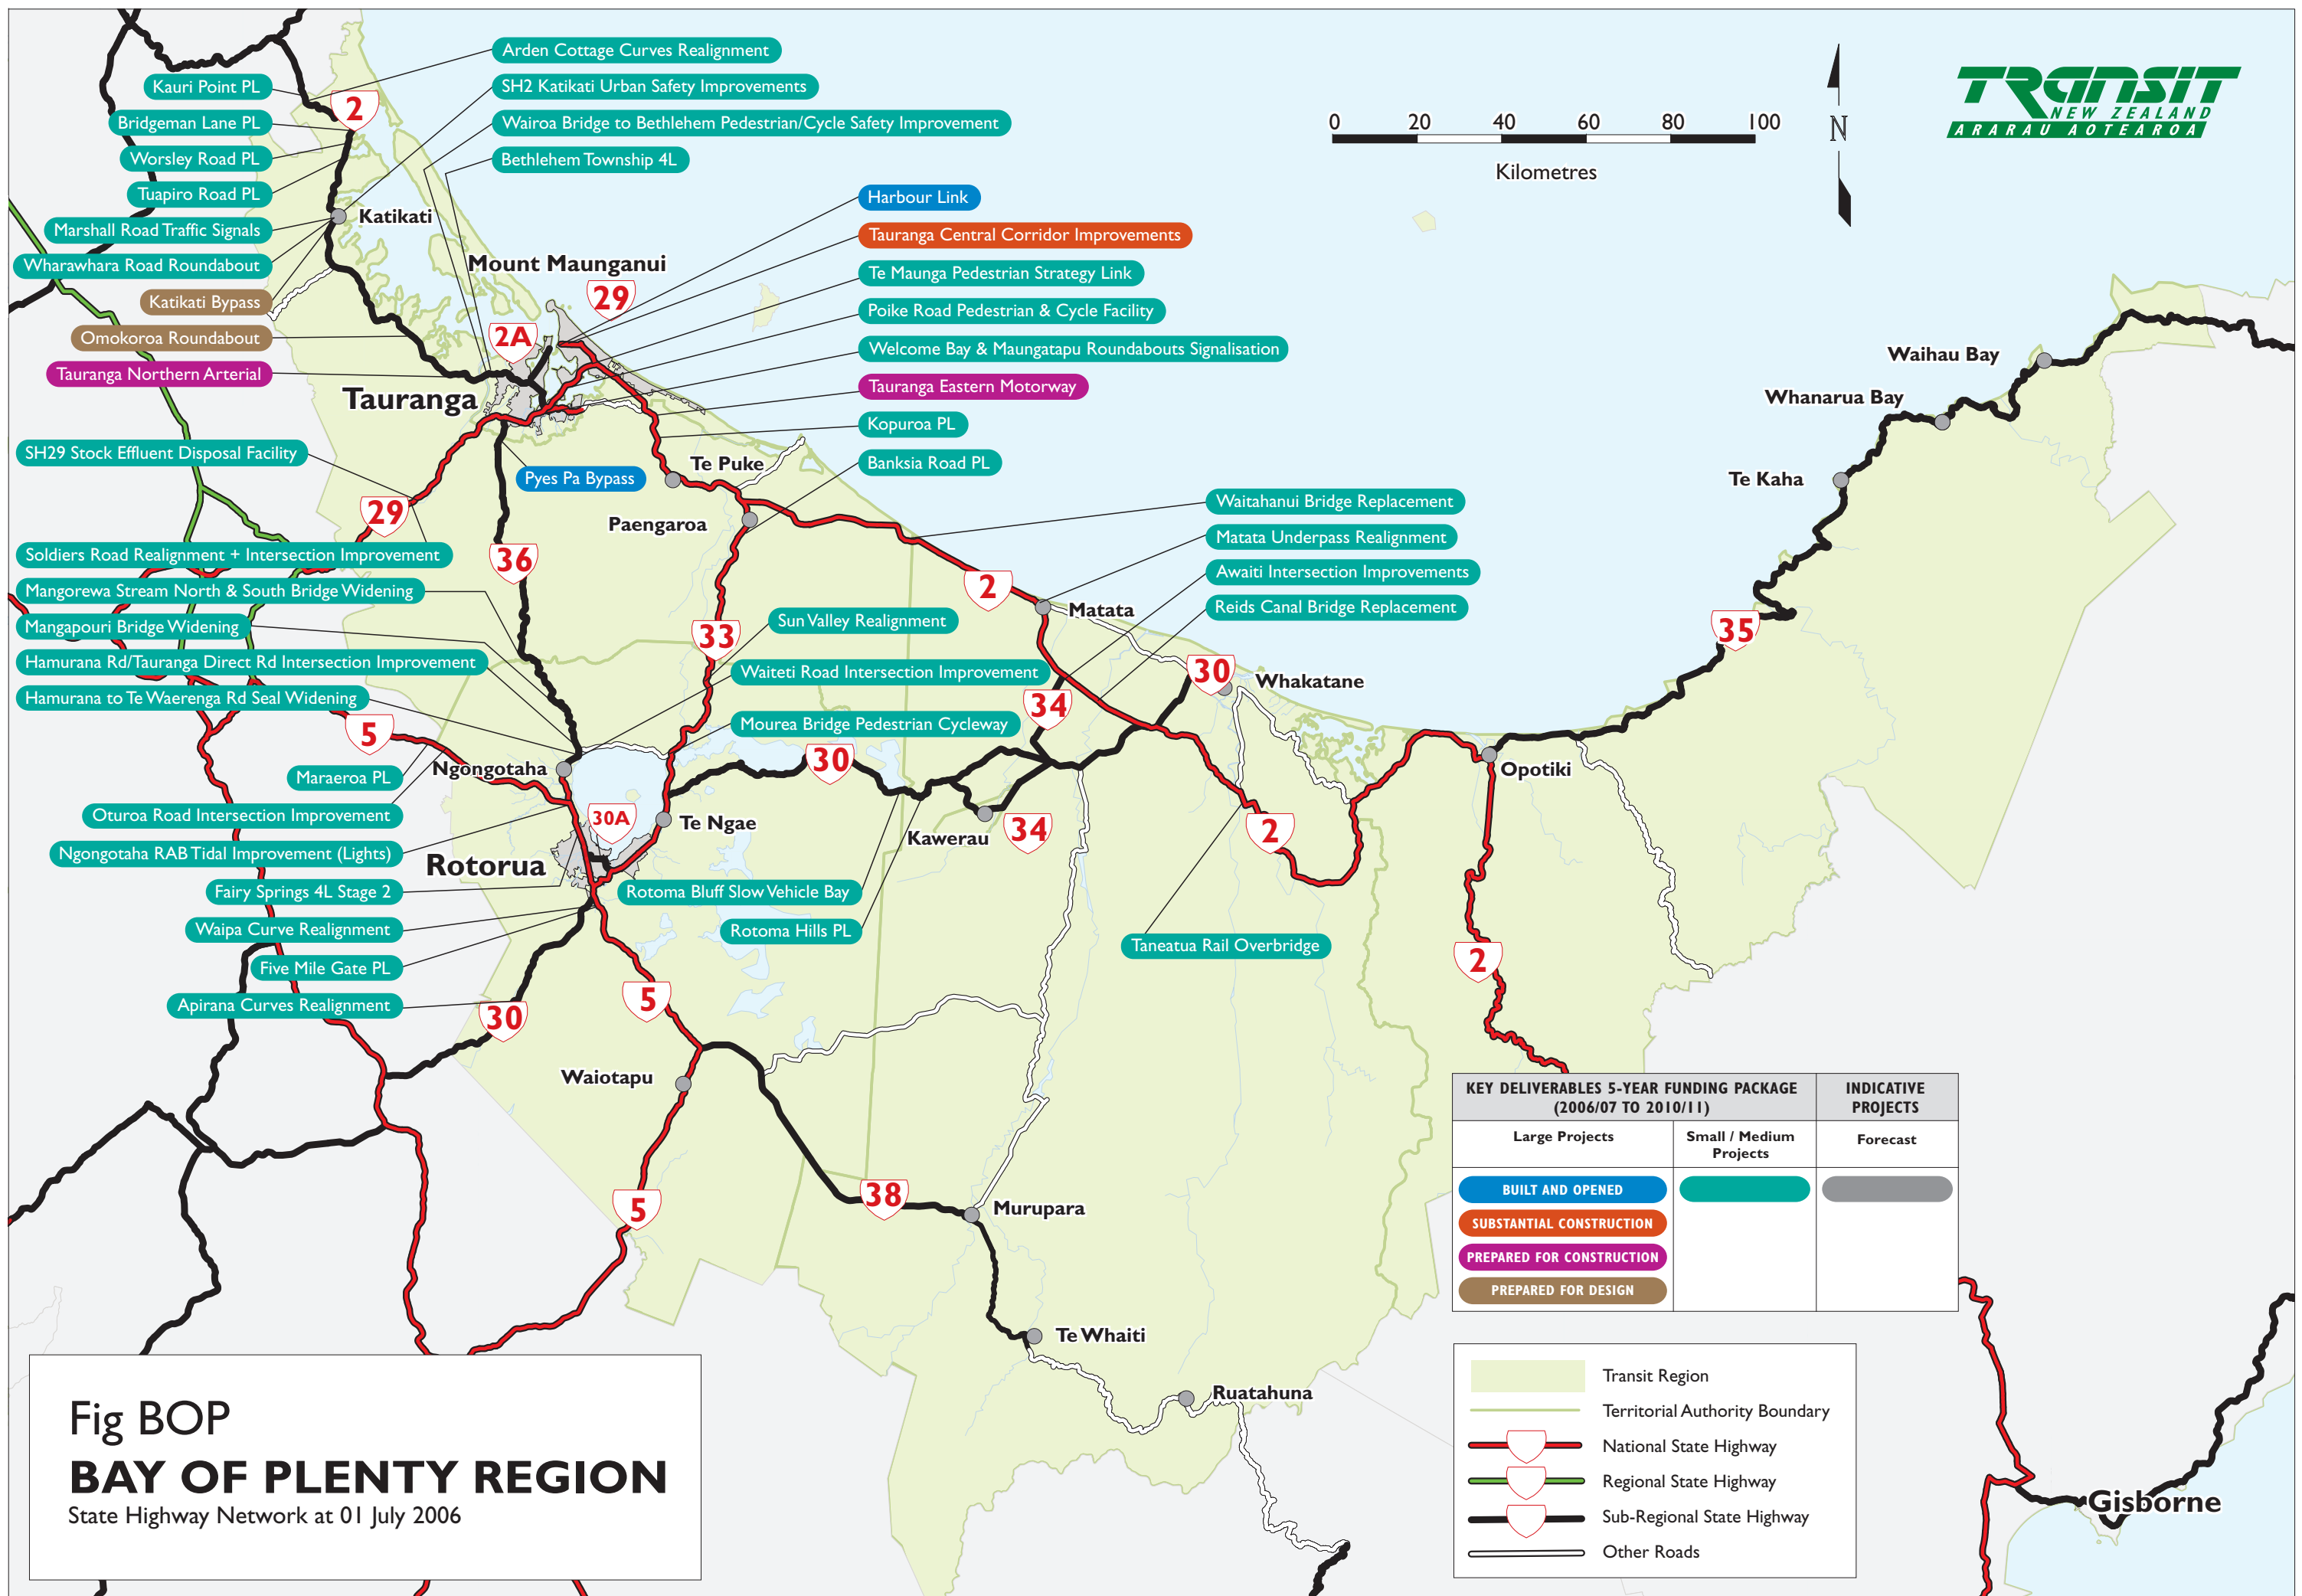 Arden Cottage Curves Realignment
Kauri Point PL
SH2 Katikati Urban Safety Improvements
2
Bridgeman Lane PL
Wairoa Bridge to Bethlehem Pedestrian/Cycle Safety Improvement
Worsley Road PL
Bethlehem Township 4L
Tuapiro Road PL
Katikati
Marshall Road Traffic Signals
Wharawhara Road Roundabout
Katikati Bypass
Omokoroa Roundabout
Tauranga Northern Arterial
0 20 40 60 80 100
Kilometres
N
TRANSIT
NEW ZEALAND
ARARAU AOTEAROA
Harbour Link
Tauranga Central Corridor Improvements
Te Maunga Pedestrian Strategy Link
Poike Road Pedestrian & Cycle Facility
Welcome Bay & Maungatapu Roundabouts Signalisation
Tauranga Eastern Motorway
Kopuroa PL
Banksia Road PL
Mount Maunganui
29
2A
Tauranga
SH29 Stock Effluent Disposal Facility
Pyes Pa Bypass
Te Puke
29
Paengaroa
36
Waihau Bay
Whanarua Bay
Te Kaha
35
Waitahanui Bridge Replacement
Matata Underpass Realignment
Awaiti Intersection Improvements
Reids Canal Bridge Replacement
2
Matata
Soldiers Road Realignment + Intersection Improvement
Mangorewa Stream North & South Bridge Widening
Mangapouri Bridge Widening
Hamurana Rd/Tauranga Direct Rd Intersection Improvement
Hamurana to Te Waerenga Rd Seal Widening
33
Sun Valley Realignment
Waiteti Road Intersection Improvement
Mourea Bridge Pedestrian Cycleway
34
30
Whakatane
5
30
Ngongotaha
Maraeroa PL
Oturoa Road Intersection Improvement
Ngongotaha RAB Tidal Improvement (Lights)
Fairy Springs 4L Stage 2
Waipa Curve Realignment
Five Mile Gate PL
Apirana Curves Realignment
30A
Te Ngae
Rotorua
Kawerau
34
2
Opotiki
Rotoma Bluff Slow Vehicle Bay
Rotoma Hills PL
Taneatua Rail Overbridge
2
30
5
Waiotapu
5
38
Murupara
Te Whaiti
Ruatahuna
Gisborne
KEY DELIVERABLES 5-YEAR FUNDING PACKAGE
(2006/07 TO 2010/11)
INDICATIVE
PROJECTS
Large Projects
Small / Medium
Projects
Forecast
BUILT AND OPENED
SUBSTANTIAL CONSTRUCTION
PREPARED FOR CONSTRUCTION
PREPARED FOR DESIGN
Transit Region
Territorial Authority Boundary
National State Highway
Regional State Highway
Sub-Regional State Highway
Other Roads
Fig BOP
BAY OF PLENTY REGION
State Highway Network at 01 July 2006